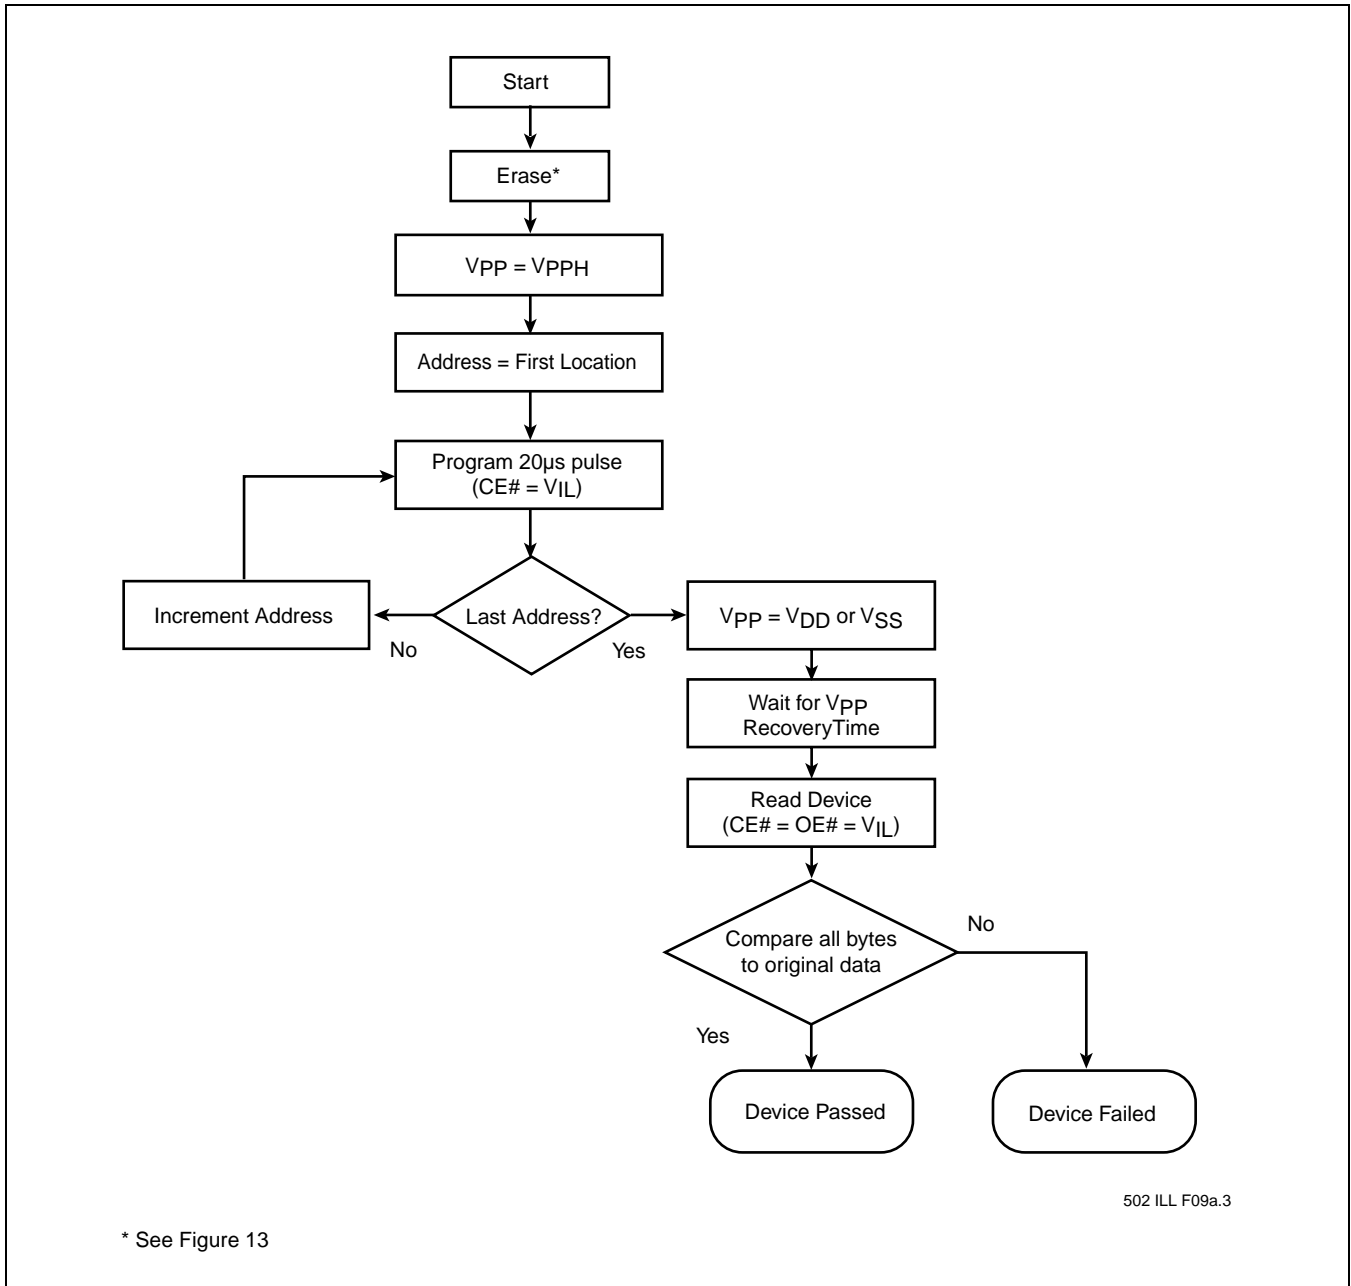 Start
Erase*
VPP = VPPH
Address = First Location
Program 20µs pulse
(CE# = VIL)
Increment Address
Last Address?
No
Yes
VPP = VDD or VSS
Wait for VPP
RecoveryTime
Read Device
(CE# = OE# = VIL)
Compare all bytes
to original data
No
Yes
Device Passed
Device Failed
502 ILL F09a.3
* See Figure 13